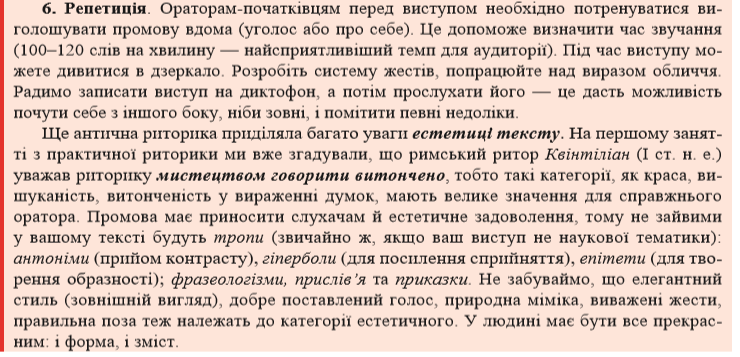 6. Репетиція. Ораторам-початківцям перед виступом необхідно потренуватися ви-
голошувати промову вдома (уголос або про себе). Це допоможе визначити час звучання
(100–120 слів на хвилину — найсприятливіший темп для аудиторії). Під час виступу мо-
жете дивитися в дзеркало. Розробіть систему жестів, попрацюйте над виразом обличчя.
Радимо записати виступ на диктофон, а потім прослухати його — це дасть можливість
почути себе з іншого боку, ніби зовні, і помітити певні недоліки.
Ще антична риторика приділяла багато уваги естетиці тексту. На першому занят-
ті з практичної риторики ми вже згадували, що римський ритор Квінтіліан (І ст. н. е.)
уважав риторику мистецтвом говорити витончено, тобто такі категорії, як краса, ви-
шуканість, витонченість у вираженні думок, мають велике значення для справжнього
оратора. Промова має приносити слухачам й естетичне задоволення, тому не зайвими
у вашому тексті будуть тропи (звичайно ж, якщо ваш виступ не наукової тематики):
антоніми (прийом контрасту), гіперболи (для посилення сприйняття), епітети (для тво-
рення образності); фразеологізми, прислів’я та приказки. Не забуваймо, що елегантний
стиль (зовнішній вигляд), добре поставлений голос, природна міміка, виважені жести,
правильна поза теж належать до категорії естетичного. У людині має бути все прекрас-
ним: і форма, і зміст.